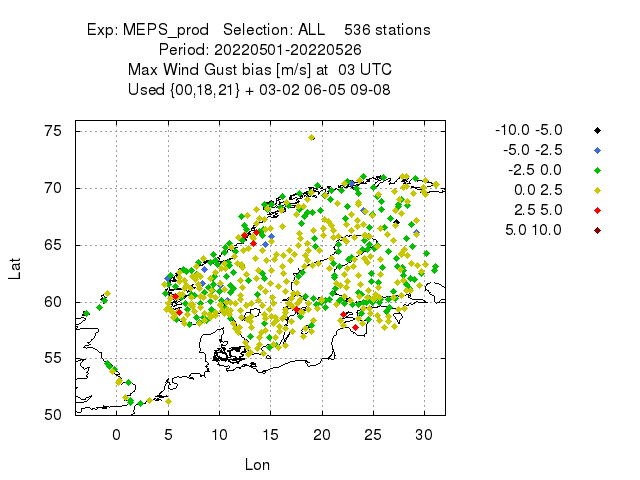 Exp: MEPS_prod Selection: ALL 536 stations
Period: 20220501-20220526
Max Wind Gust bias [m/s] at 03 UTC
Used {00,18,21} + 03-02 06-05 09-08
-10.0 -5.0
-5.0 -2.5
-2.5 0.0
0.0 2.5
2.5 5.0
5.0 10.0
75
70
65
60
55
50
Lat
0 5 10 15 20 25 30
Lon